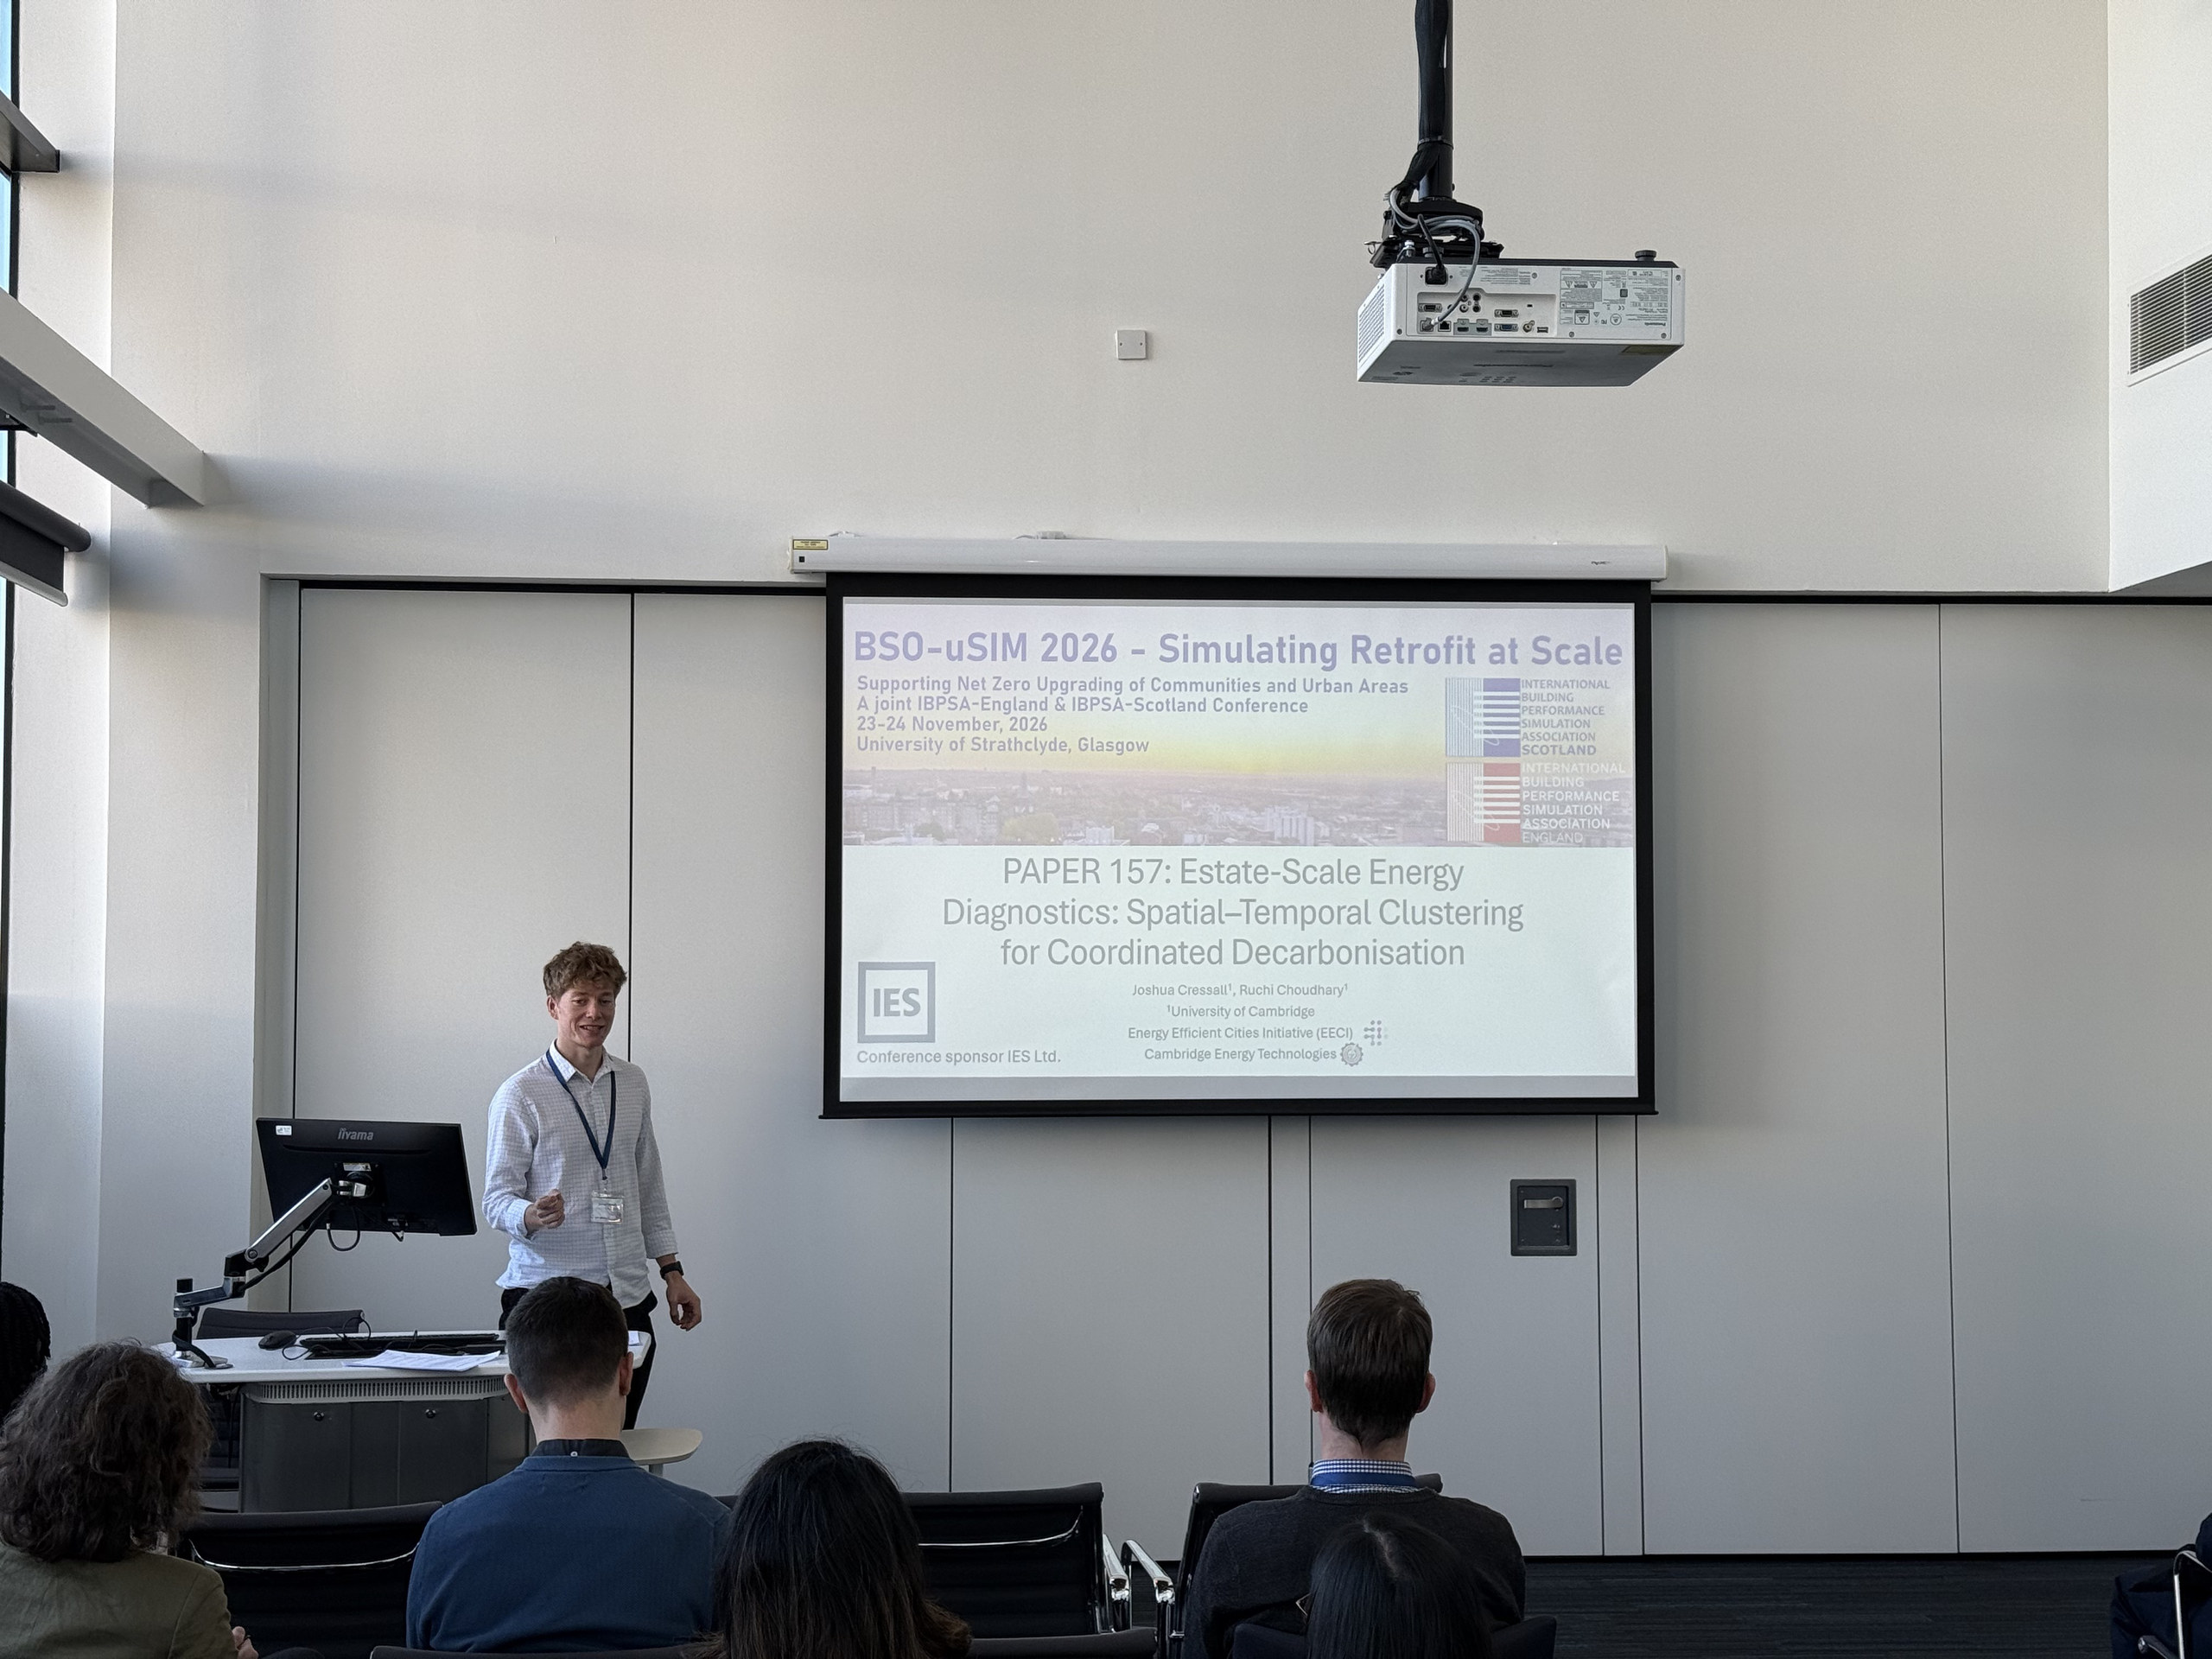 BSO-uSIM 2026 - Simulating Retrofit at Scale
Supporting Net Zero Upgrading of Communities and Urban Areas
A joint IBPSA-England & IBPSA-Scotland Conference
23-24 November, 2026
University of Strathclyde, Glasgow
INTERNATIONAL
BUILDING
PERFORMANCE
SIMULATION
ASSOCIATION
SCOTLAND
INTERNATIONAL
BUILDING
PERFORMANCE
SIMULATION
ASSOCIATION
ENGLAND
PAPER 157: Estate-Scale Energy
Diagnostics: Spatial–Temporal Clustering
for Coordinated Decarbonisation
IES
Conference sponsor IES Ltd.
Joshua Cressall¹, Ruchi Choudhary¹
¹University of Cambridge
Energy Efficient Cities Initiative (EECI)
Cambridge Energy Technologies
iiyama